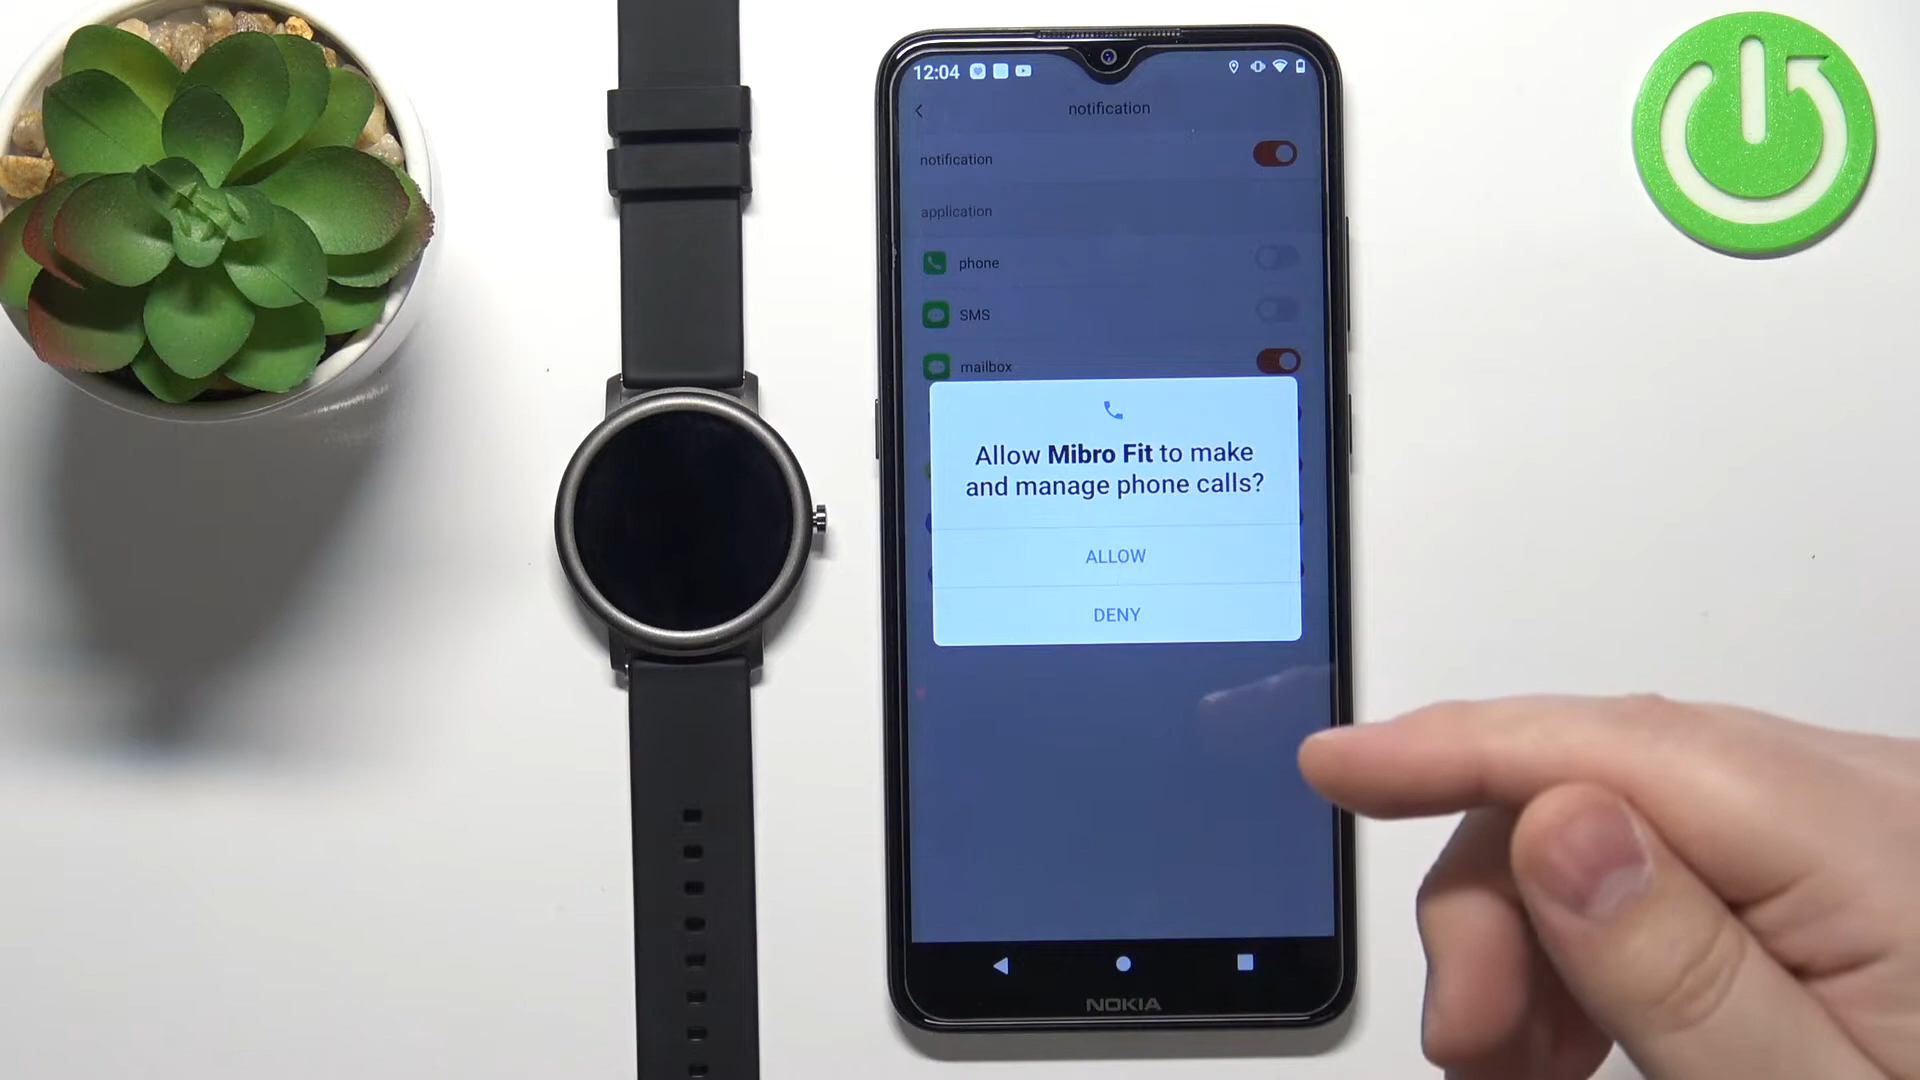 12:04
notification
notification
application
phone
SMS
mailbox
Allow Mibro Fit to make
and manage phone calls?
ALLOW
DENY
NOKIA